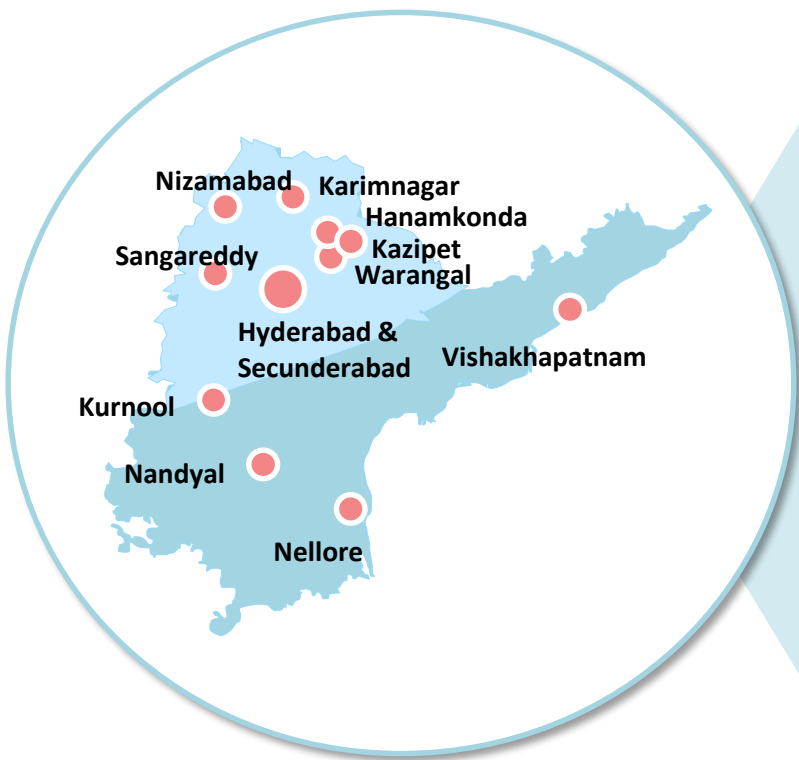 Nizamabad
Karimnagar
Hanamkonda
Sangareddy
Kazipet
Warangal
Hyderabad &
Secunderabad
Vishakhapatnam
Kurnool
Nandyal
Nellore